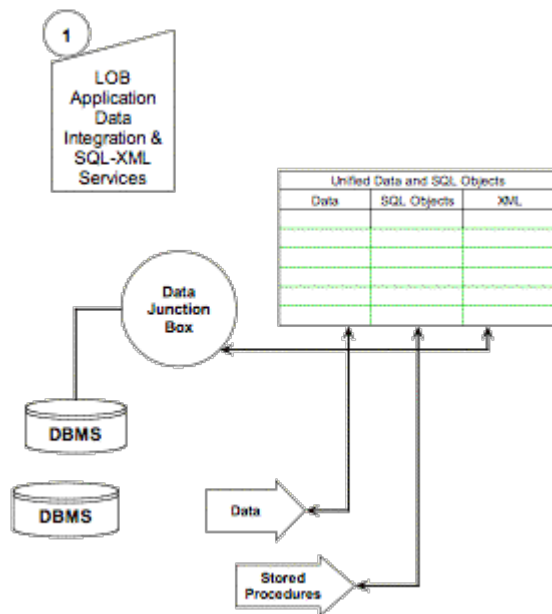 1
LOB
Application
Data
Integration &
SQL-XML
Services
Unified Data and SQL Objects
Data SQL Objects XML
Data
Junction
Box
DBMS
DBMS
Data
Stored
Procedures